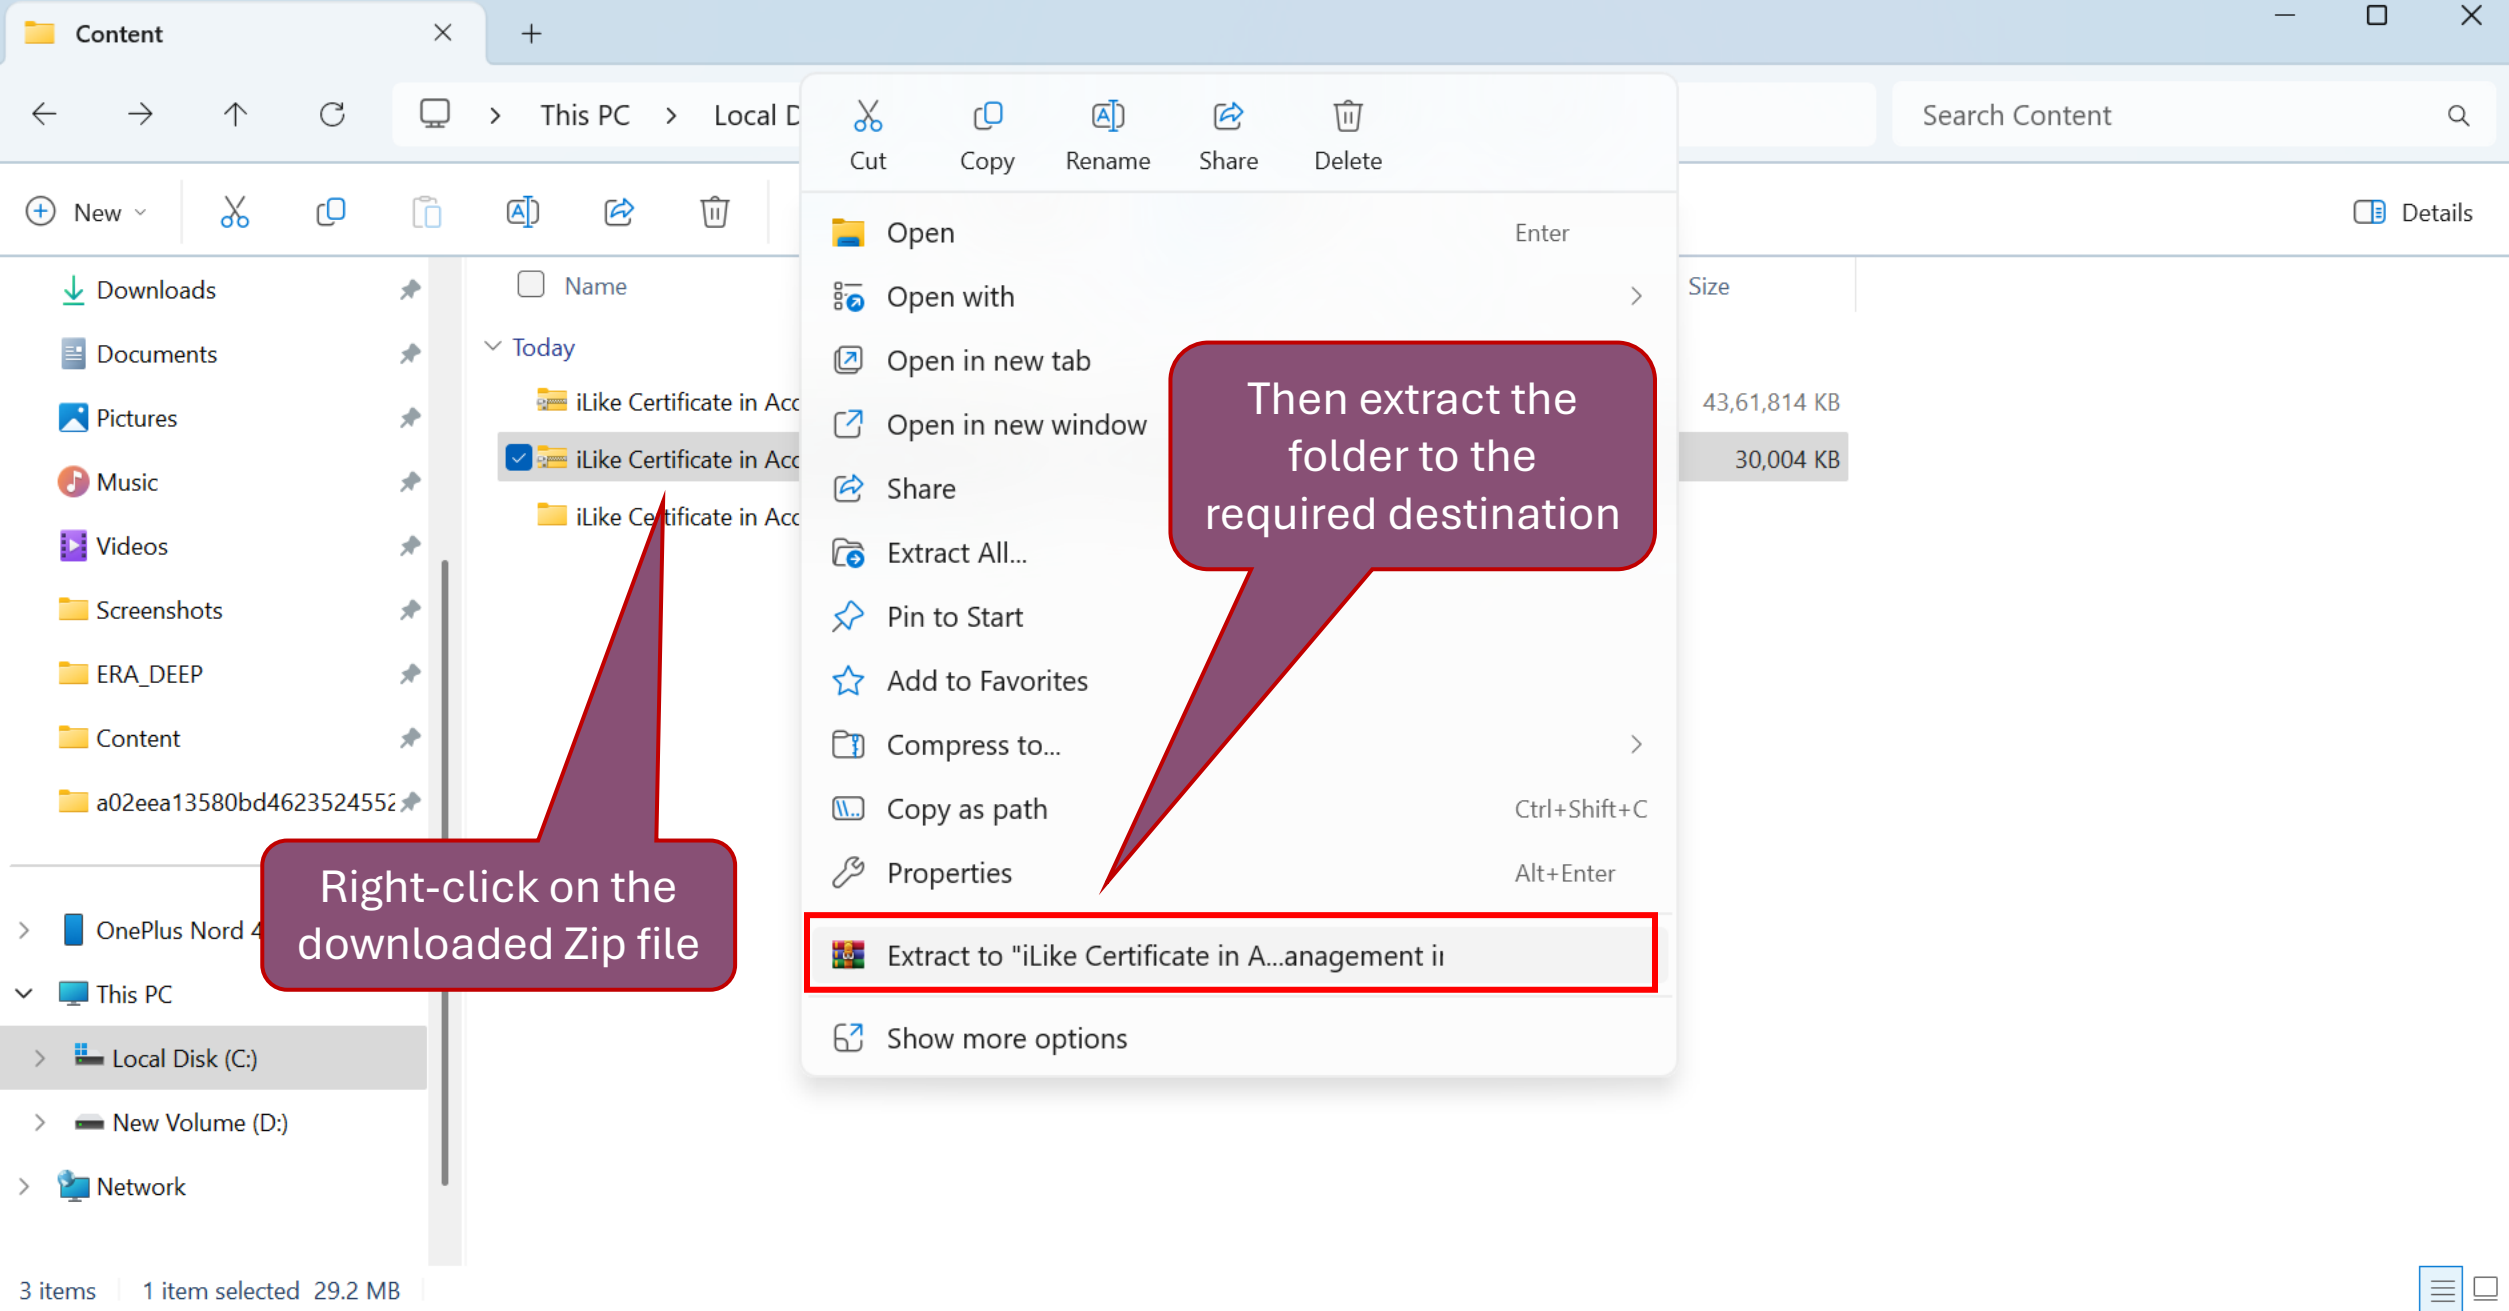 Content
This PC
Local D
Search Content
Cut
Copy
Rename
Share
Delete
New
Details
Downloads
Documents
Pictures
Music
Videos
Screenshots
ERA_DEEP
Content
a02eea13580bd4623524552
OnePlus Nord 4
This PC
Local Disk (C:)
New Volume (D:)
Network
Name
Size
Today
iLike Certificate in Acc
43,61,814 KB
iLike Certificate in Acc
30,004 KB
iLike Certificate in Acc
Open
Enter
Open with
Open in new tab
Open in new window
Share
Extract All...
Pin to Start
Add to Favorites
Compress to...
Copy as path
Ctrl+Shift+C
Properties
Alt+Enter
Extract to "iLike Certificate in A...anagement
Show more options
Then extract the
folder to the
required destination
Right-click on the
downloaded Zip file
3 items
1 item selected 29.2 MB